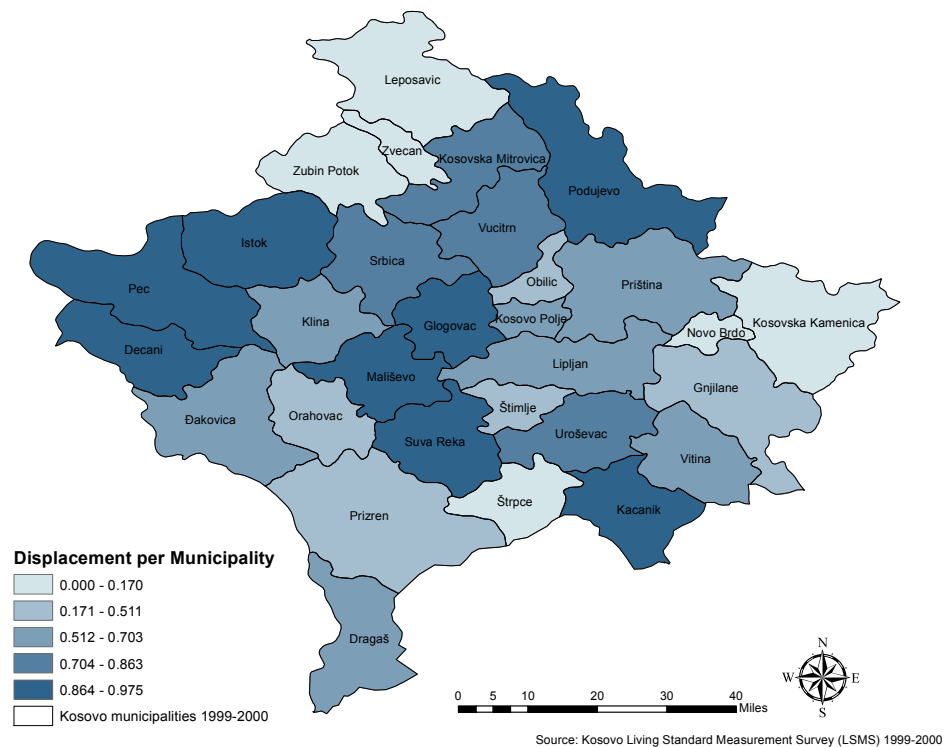 Leposavic
Zvecan
Kosovska Mitrovica
Zubin Potok
Podujevo
Vucitrn
Istok
Srbica
Obilic
Priština
Pec
Klina
Glogovac
Kosovo Polje
Kosovska Kamenica
Novo Brdo
Decani
Mališevo
Lipljan
Gnjilane
Đakovica
Orahovac
Štimlje
Suva Reka
Uroševac
Vitina
Štrpce
Kacanik
Prizren
Dragaš
Displacement per Municipality
0.000 - 0.170
0.171 - 0.511
0.512 - 0.703
0.704 - 0.863
0.864 - 0.975
Kosovo municipalities 1999-2000
N
W E
S
0 5 10 20 30 40
Miles
Source: Kosovo Living Standard Measurement Survey (LSMS) 1999-2000